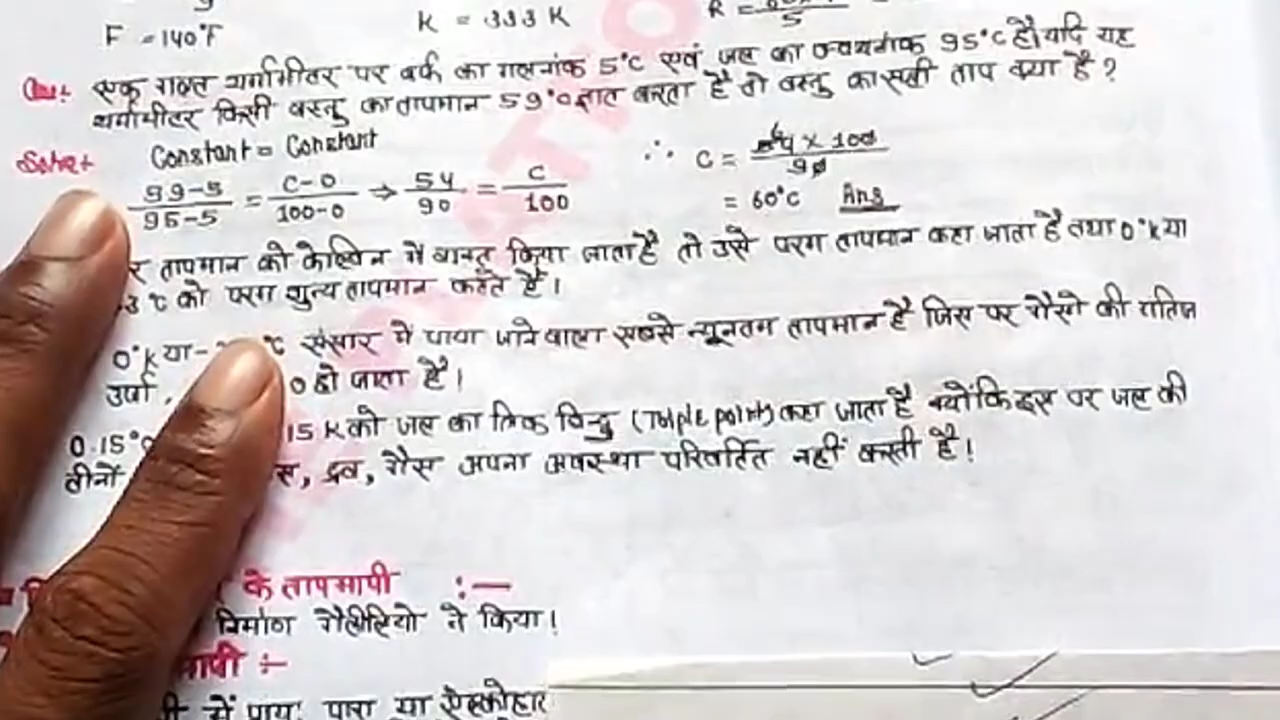 F = 140°F K = 333 K R = 5
Que:- एक गलत थर्मामीटर पर बर्फ का गलनांक 5°C एवं जल का क्वथनांक 95°C है। यदि यह
थर्मामीटर किसी वस्तु का तापमान 59° ज्ञात करता है तो वस्तु का सही ताप क्या है ?
Solve:- Constant = Constant
99-5 / 95-5 = C-0 / 100-0 → 54 / 90 = C / 100
∴ C = 54 x 100 / 90
= 60°C Ans
तापमान को केल्विन में व्यक्त किया जाता है तो उसे परम तापमान कहा जाता है तथा 0°K या
3°C को परम शुन्य तापमान कहते हैं।
0°K या - °C संसार में पाया जाने वाला सबसे न्यूनतम तापमान है जिस पर गैसों की गतिज
उर्जा 0 हो जाता है।
0.15° 15 K को जल का त्रिक बिन्दु (Triple point) कहा जाता है क्योंकि इस पर जल की
तीनों स, द्रव, गैस अपना अवस्था परिवर्तित नहीं करती है।
के तापमापी :—
निर्माण गैलीलियो ने किया।
मापी :-
में प्राय: पारा या ऐल्कोहार